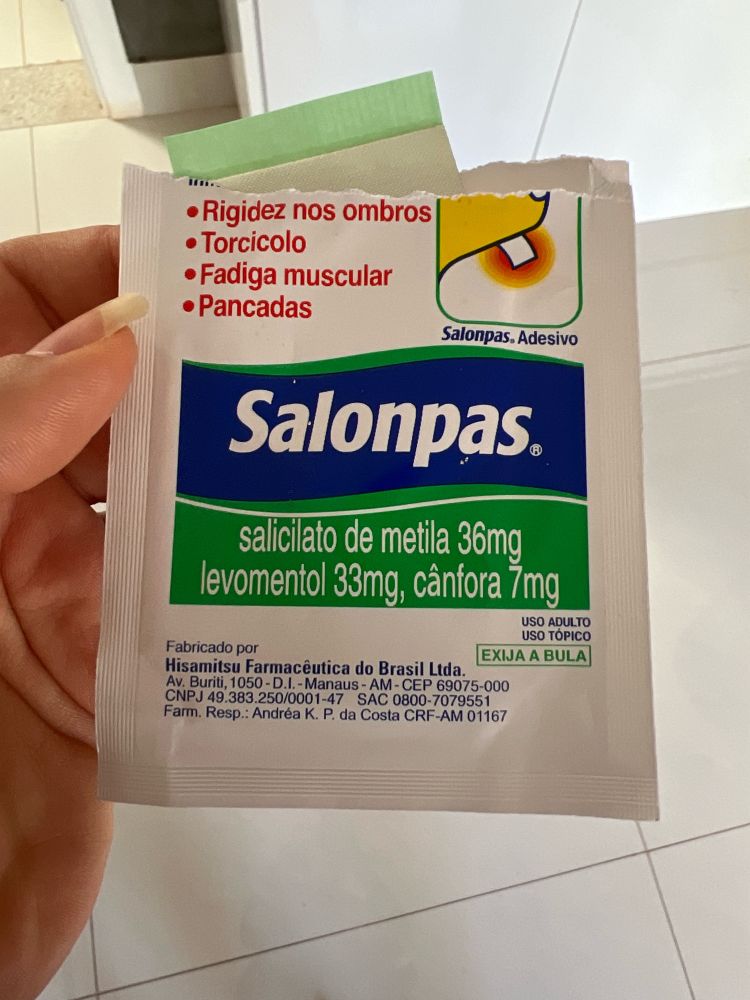 •Rigidez nos ombros
•Torcicolo
•Fadiga muscular
•Pancadas
Salonpas® Adesivo
Salonpas®
salicilato de metila 36mg
levomentol 33mg, cânfora 7mg
USO ADULTO
USO TÓPICO
EXIJA A BULA
Fabricado por
Hisamitsu Farmacêutica do Brasil Ltda.
Av. Buriti, 1050 - D.I. - Manaus - AM - CEP 69075-000
CNPJ 49.383.250/0001-47 SAC 0800-7079551
Farm. Resp.: Andréa K. P. da Costa CRF-AM 01167